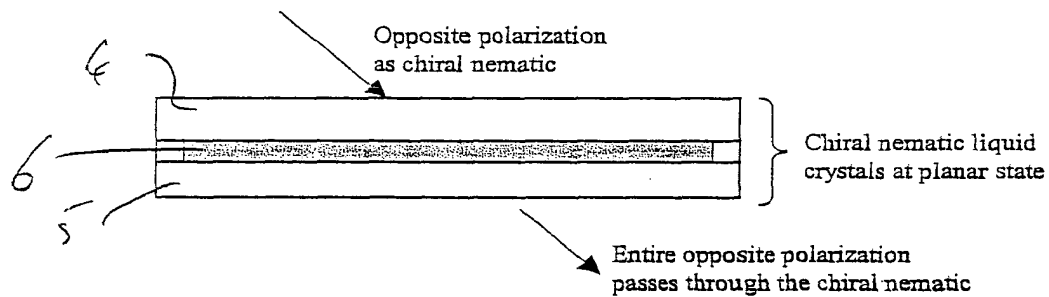 Opposite polarization
as chiral nematic
4
6
5
Chiral nematic liquid
crystals at planar state
Entire opposite polarization
passes through the chiral nematic